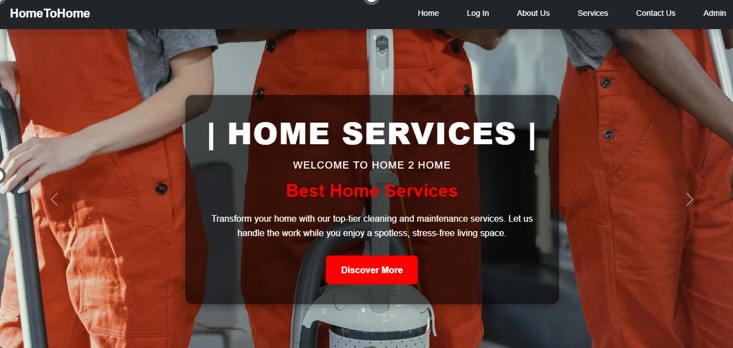 HomeToHome
Home Log In About Us Services Contact Us Admin
| HOME SERVICES |
WELCOME TO HOME 2 HOME
Best Home Services
Transform your home with our top-tier cleaning and maintenance services. Let us
handle the work while you enjoy a spotless, stress-free living space.
Discover More